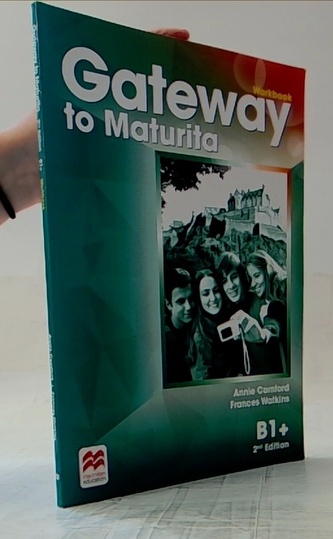 Workbook
Gateway
to Maturita
Annie Cornford
Frances Watkins
B1+
2nd Edition
macmillan
education